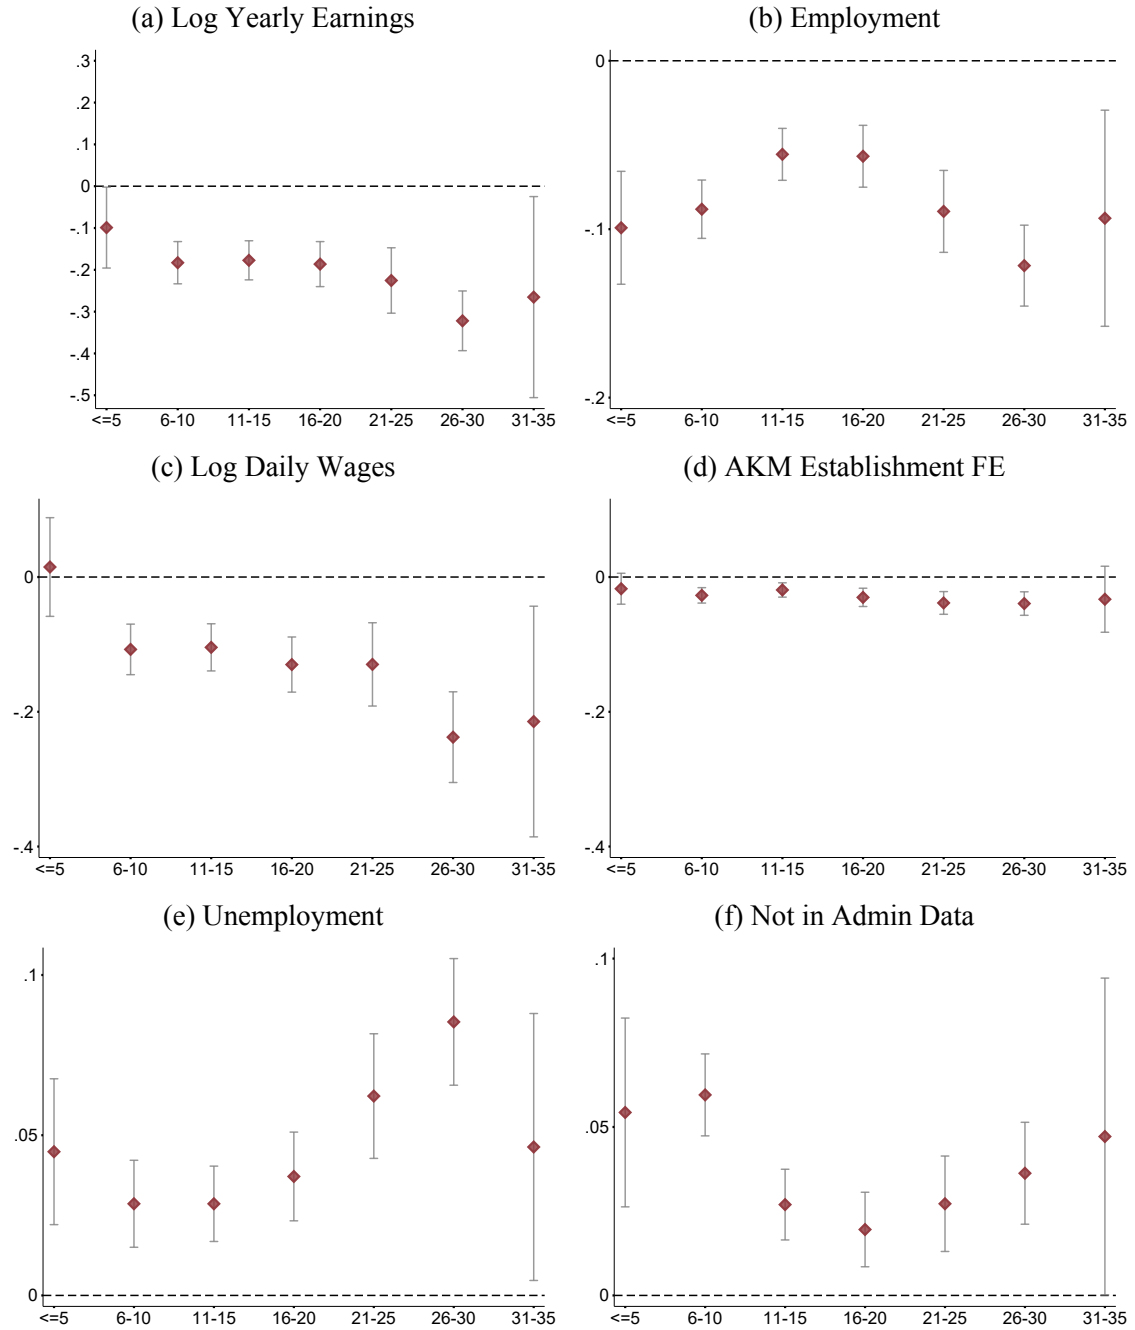 (a) Log Yearly Earnings
.3
.2
.1
0
-.1
-.2
-.3
-.4
-.5
<=5 6-10 11-15 16-20 21-25 26-30 31-35
(b) Employment
0
-.1
-.2
<=5 6-10 11-15 16-20 21-25 26-30 31-35
(c) Log Daily Wages
0
-.2
-.4
<=5 6-10 11-15 16-20 21-25 26-30 31-35
(d) AKM Establishment FE
0
-.2
-.4
<=5 6-10 11-15 16-20 21-25 26-30 31-35
(e) Unemployment
.1
.05
0
<=5 6-10 11-15 16-20 21-25 26-30 31-35
(f) Not in Admin Data
.1
.05
0
<=5 6-10 11-15 16-20 21-25 26-30 31-35